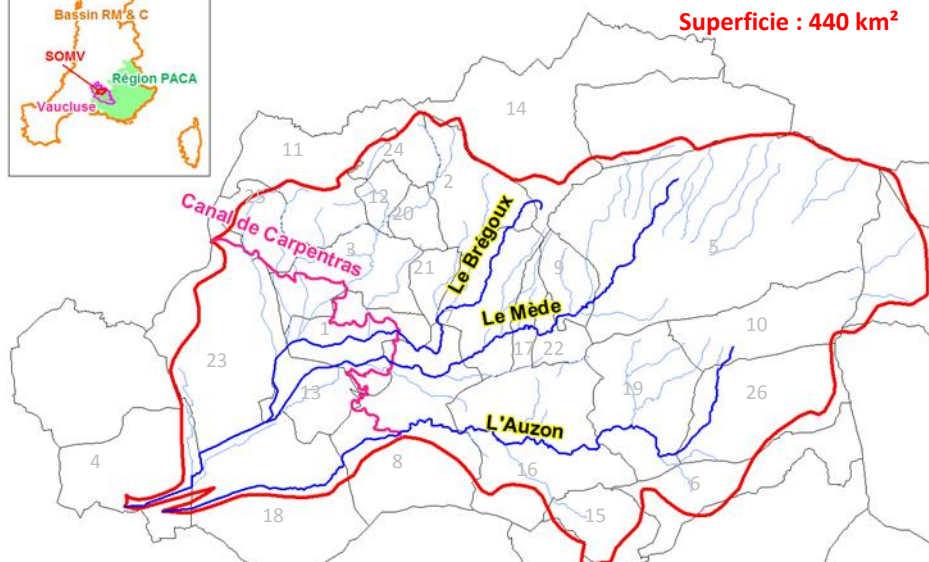 Bassin RM & C
SOMV
Région PACA
Vaucluse
Superficie : 440 km²
14
11
24
2
25
12
20
Canal de Carpentras
3
21
Le Brégoux
9
5
Le Mède
1
10
17
22
23
13
19
26
L'Auzon
4
8
16
6
18
15